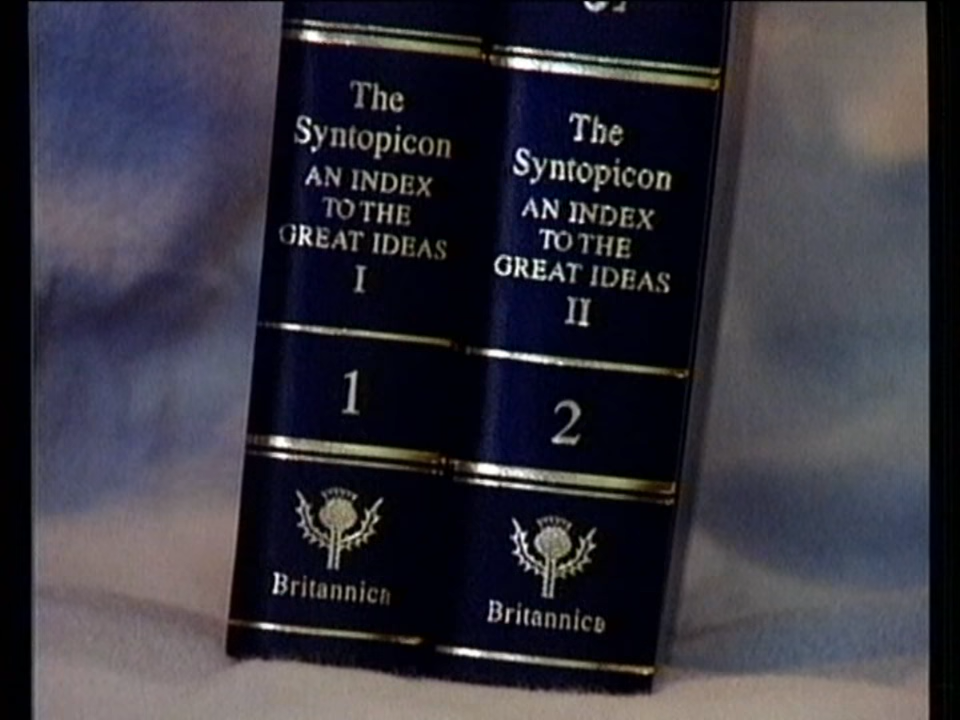 The
Syntopicon
AN INDEX
TO THE
GREAT IDEAS
I
1
Britannica
The
Syntopicon
AN INDEX
TO THE
GREAT IDEAS
II
2
Britannica